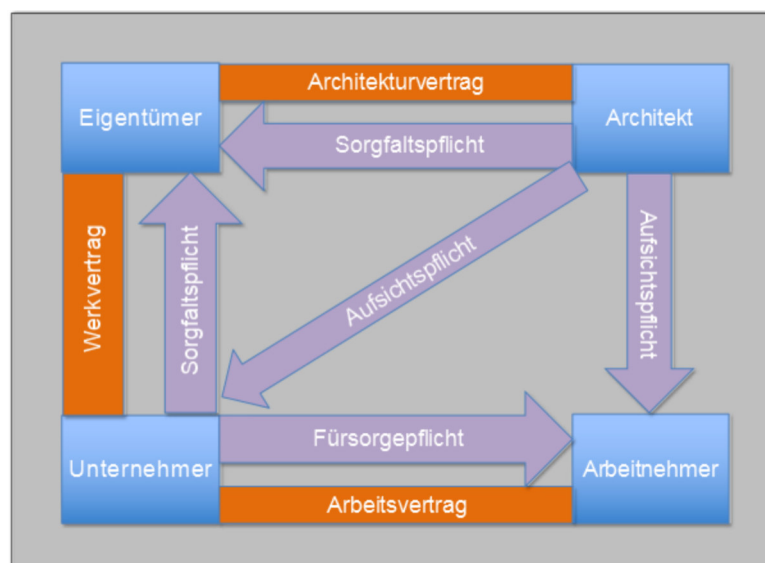 Architekturvertrag
Eigentümer
Architekt
Sorgfaltspflicht
Werkvertrag
Sorgfaltspflicht
Aufsichtspflicht
Aufsichtspflicht
Unternehmer
Fürsorgepflicht
Arbeitnehmer
Arbeitsvertrag